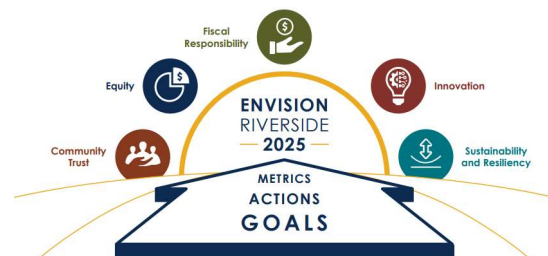 Fiscal
Responsibility
$
Equity
$
Innovation
Community
Trust
Sustainability
and Resiliency
ENVISION
RIVERSIDE
2025
METRICS
ACTIONS
GOALS